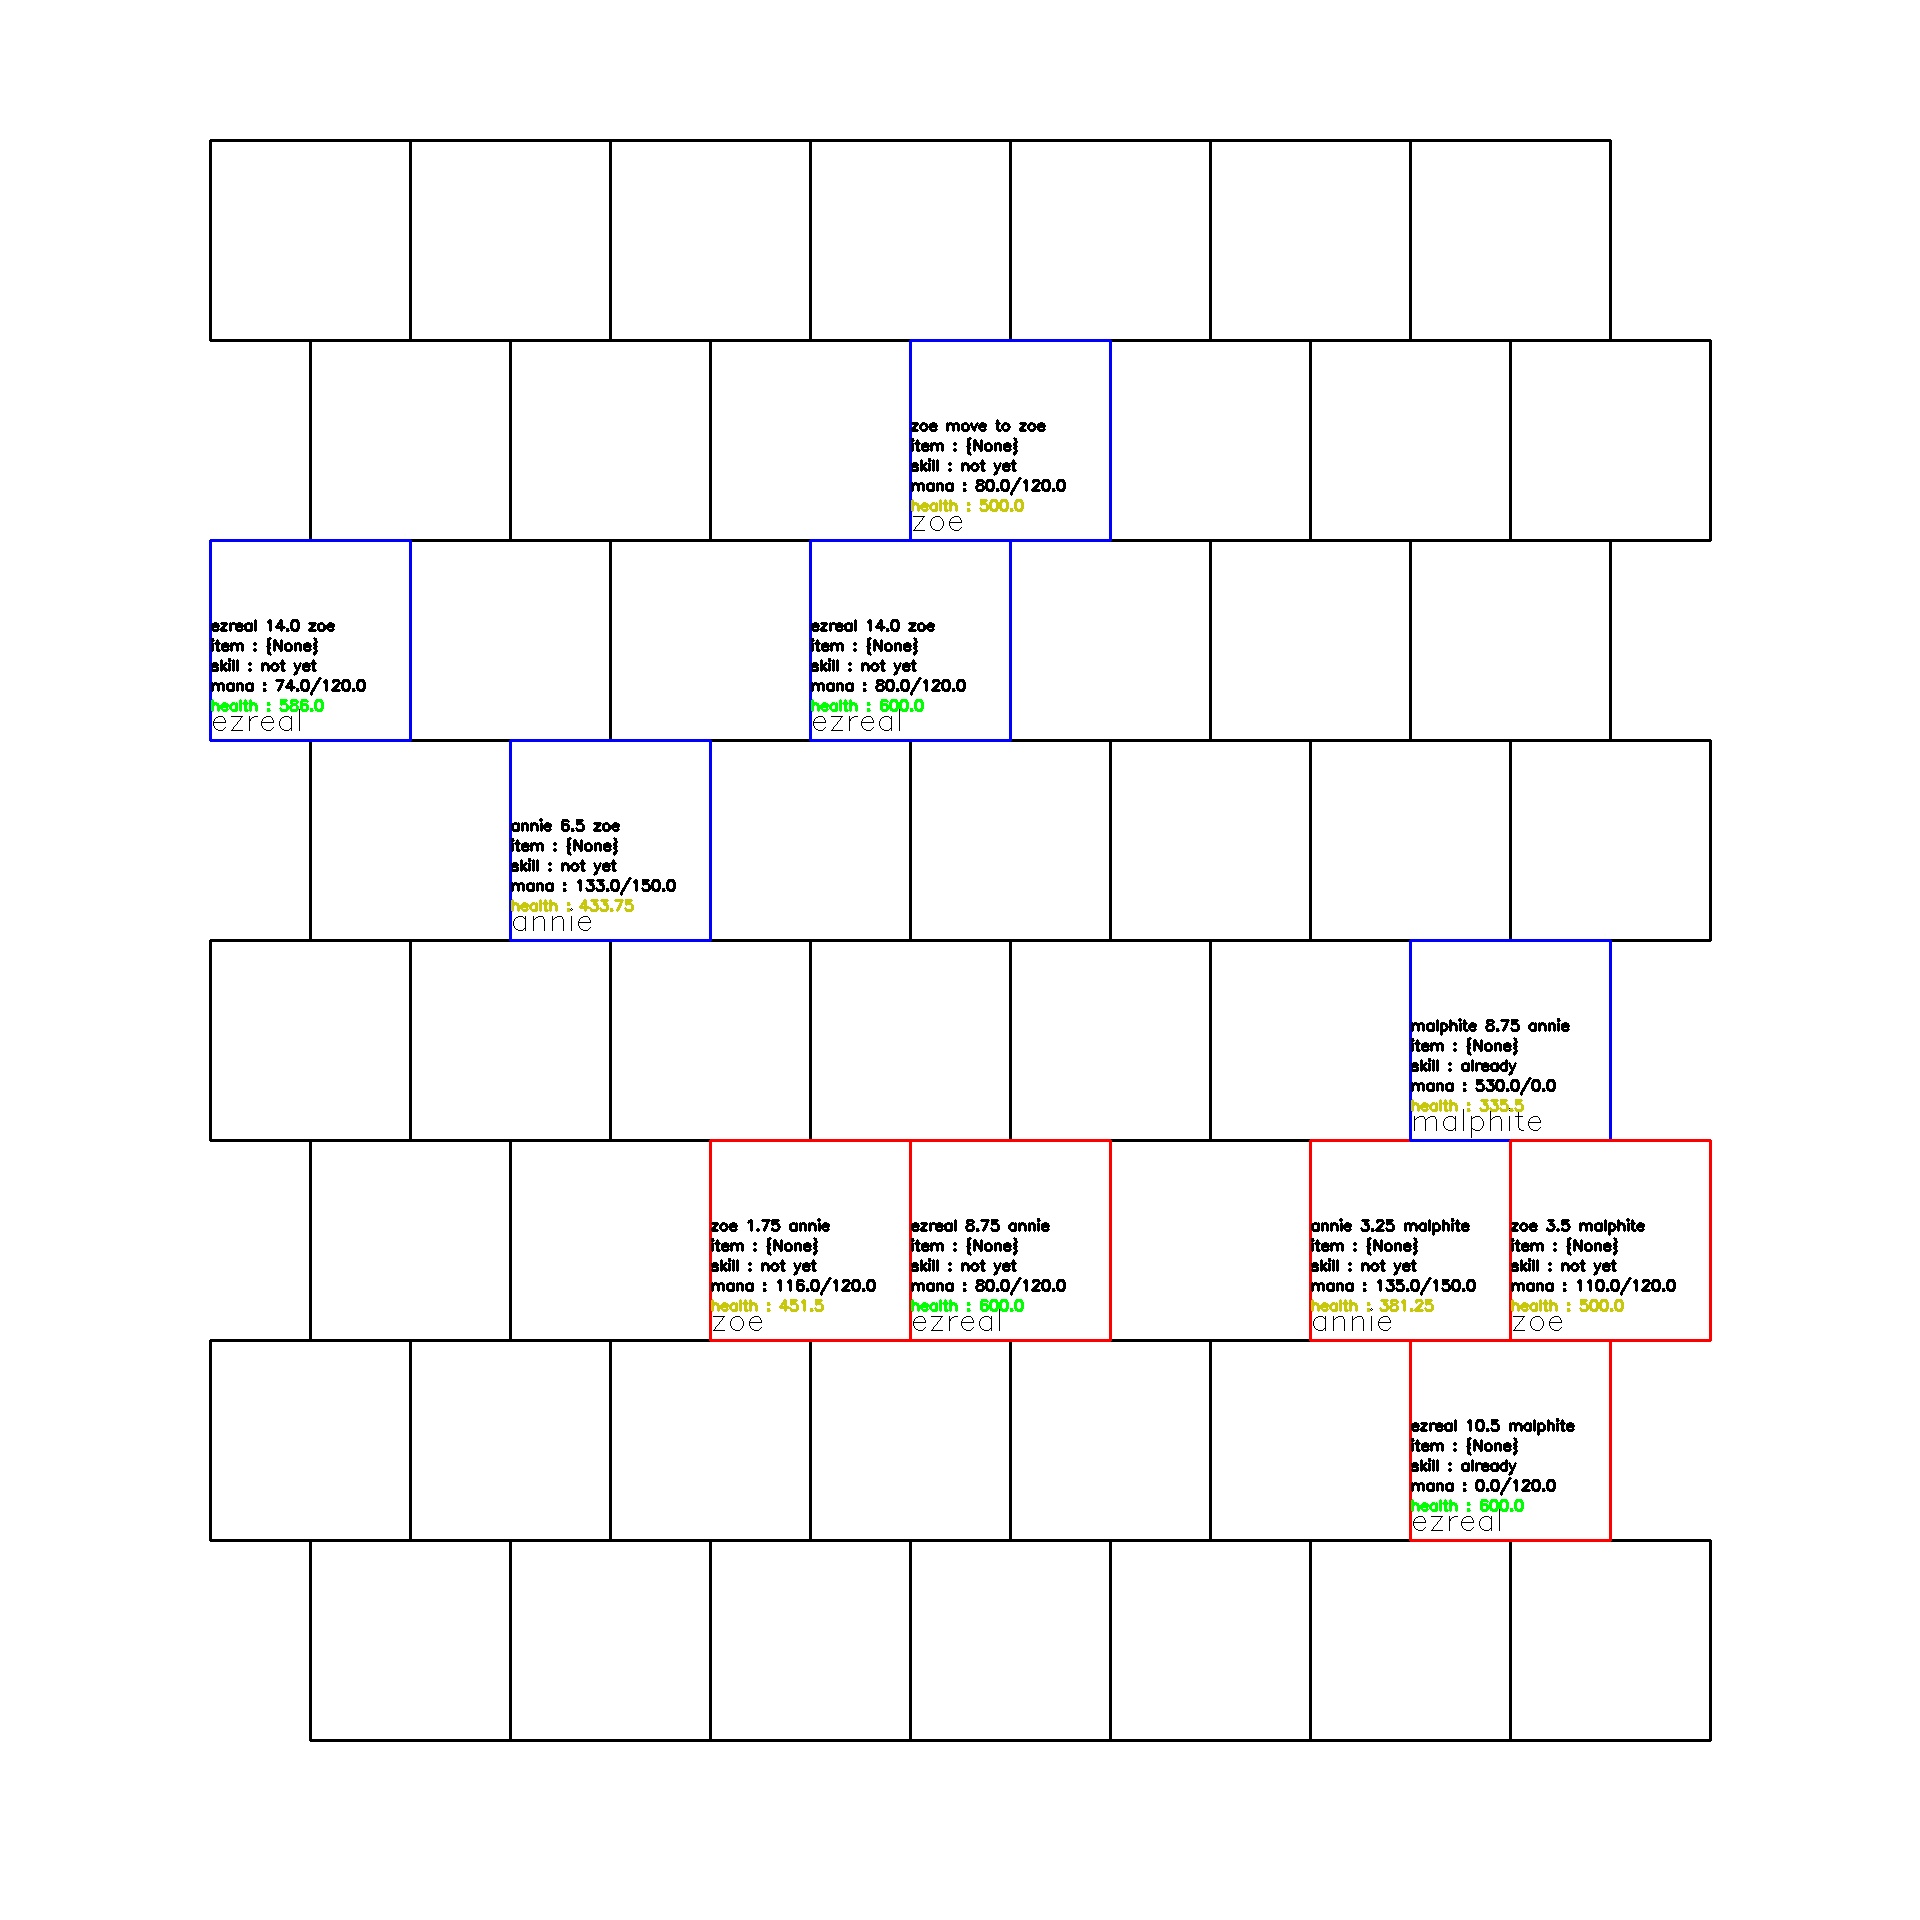 zoe move to zoe
item : {None}
skill : not yet
mana : 80.0/120.0
health : 500.0
zoe
ezreal 14.0 zoe
item : {None}
skill : not yet
mana : 74.0/120.0
health : 586.0
ezreal
ezreal 14.0 zoe
item : {None}
skill : not yet
mana : 80.0/120.0
health : 600.0
ezreal
annie 6.5 zoe
item : {None}
skill : not yet
mana : 133.0/150.0
health : 433.75
annie
malphite 8.75 annie
item : {None}
skill : already
mana : 530.0/0.0
health : 335.5
malphite
zoe 1.75 annie
item : {None}
skill : not yet
mana : 116.0/120.0
health : 451.5
zoe
ezreal 8.75 annie
item : {None}
skill : not yet
mana : 80.0/120.0
health : 600.0
ezreal
annie 3.25 malphite
item : {None}
skill : not yet
mana : 135.0/150.0
health : 381.25
annie
zoe 3.5 malphite
item : {None}
skill : not yet
mana : 110.0/120.0
health : 500.0
zoe
ezreal 10.5 malphite
item : {None}
skill : already
mana : 0.0/120.0
health : 600.0
ezreal